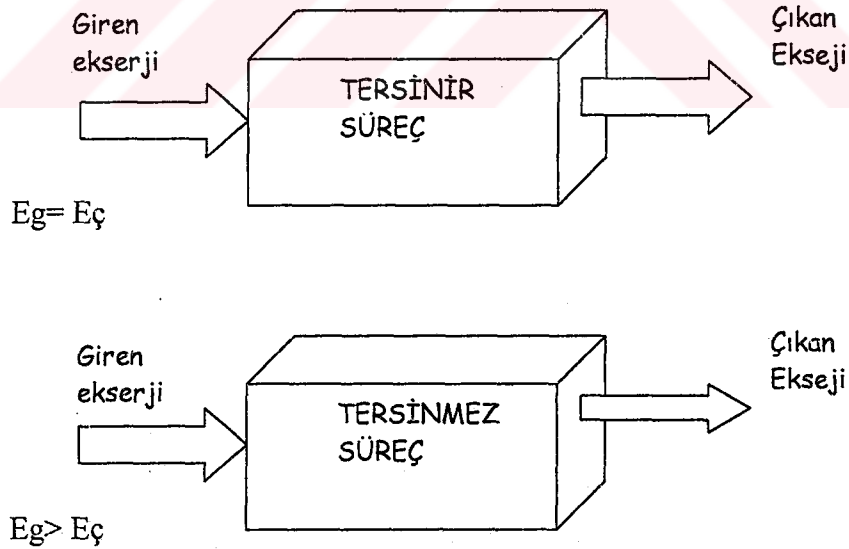 Giren
ekserji
TERSİNİR
SÜREÇ
Çıkan
Ekseji
Eg= Eç
Giren
ekserji
TERSİNMEZ
SÜREÇ
Çıkan
Ekseji
Eg> Eç